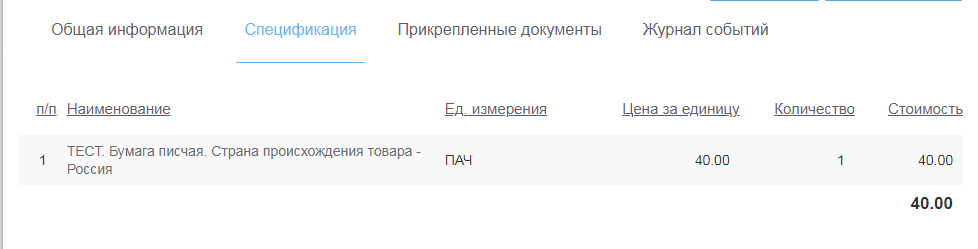 Общая информация Спецификация Прикрепленные документы Журнал событий
п/п Наименование Ед. измерения Цена за единицу Количество Стоимость
1 ТЕСТ. Бумага писчая. Страна происхождения товара - Россия ПАЧ 40.00 1 40.00
40.00